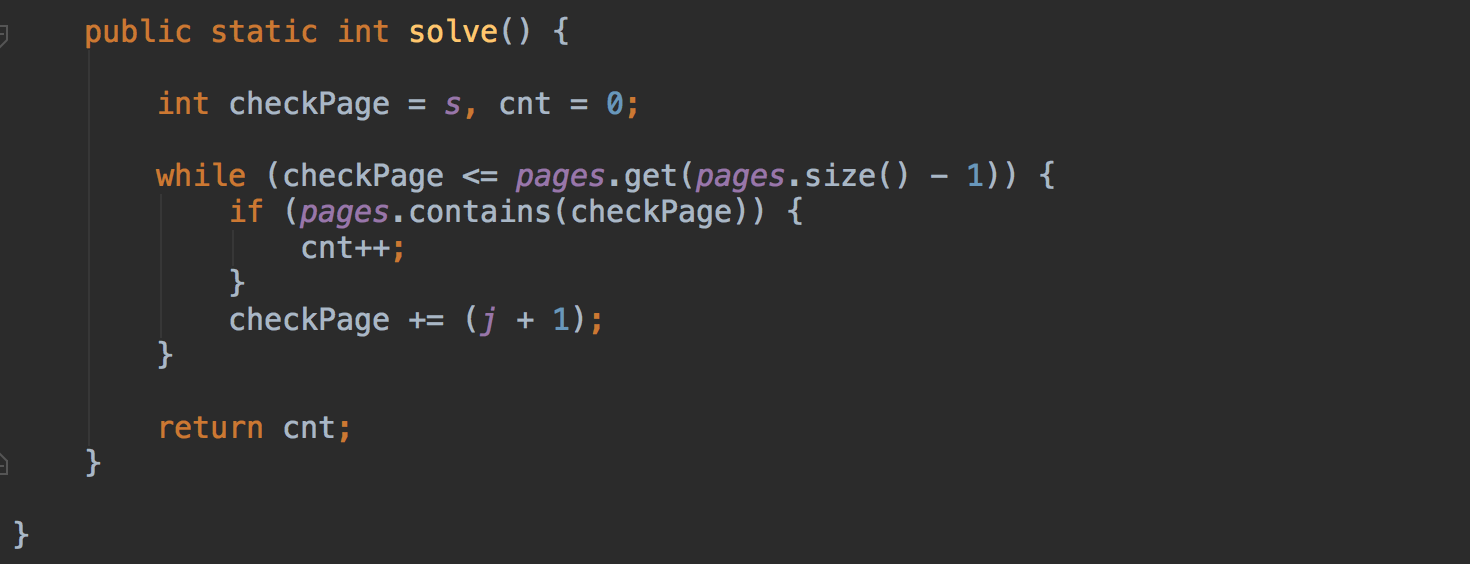 public static int solve() {
int checkPage = s, cnt = 0;
while (checkPage <= pages.get(pages.size() - 1)) {
if (pages.contains(checkPage)) {
cnt++;
}
checkPage += (j + 1);
}
return cnt;
}
}